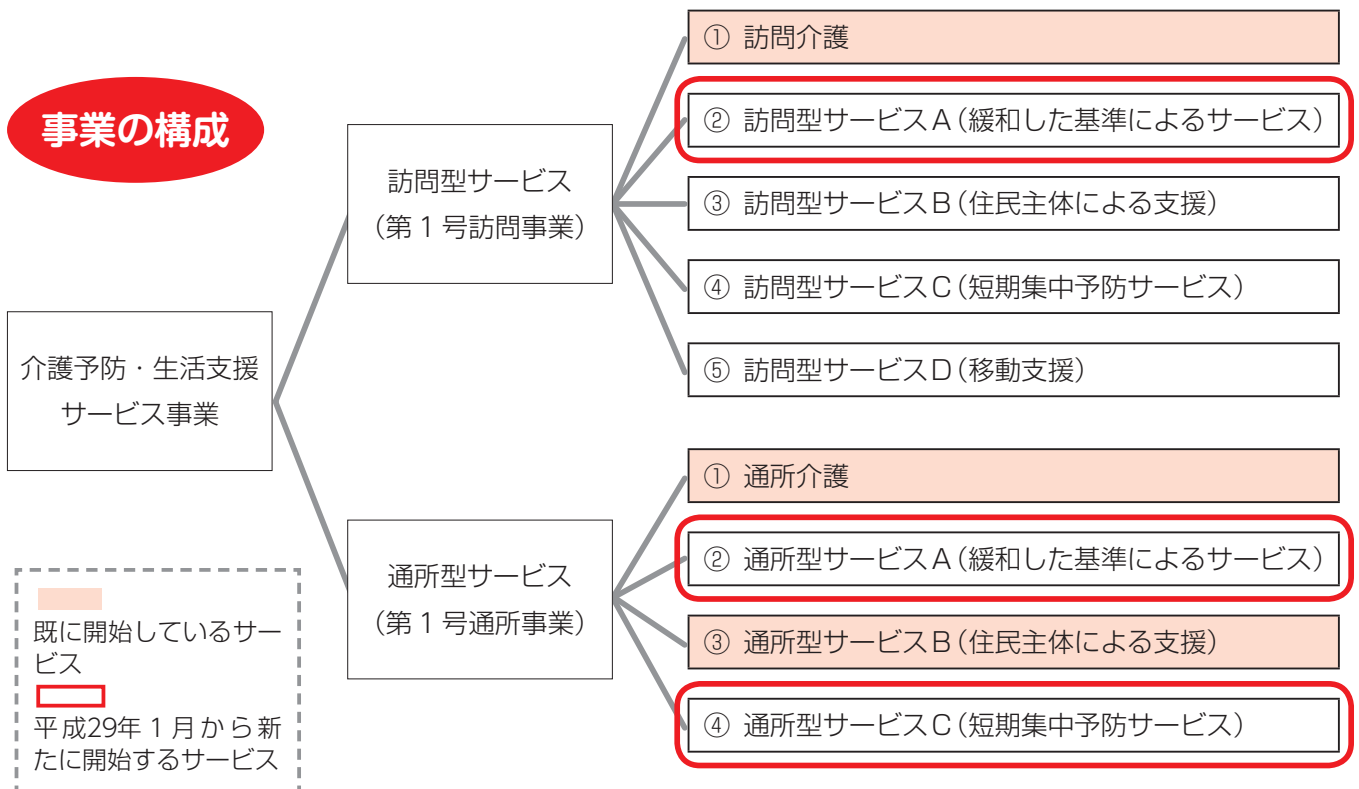 事業の構成
介護予防・生活支援
サービス事業
訪問型サービス
(第1号訪問事業)
① 訪問介護
② 訪問型サービスA(緩和した基準によるサービス)
③ 訪問型サービスB(住民主体による支援)
④ 訪問型サービスC(短期集中予防サービス)
⑤ 訪問型サービスD(移動支援)
通所型サービス
(第1号通所事業)
① 通所介護
② 通所型サービスA(緩和した基準によるサービス)
③ 通所型サービスB(住民主体による支援)
④ 通所型サービスC(短期集中予防サービス)
既に開始しているサー
ビス
平成29年1月から新
たに開始するサービス